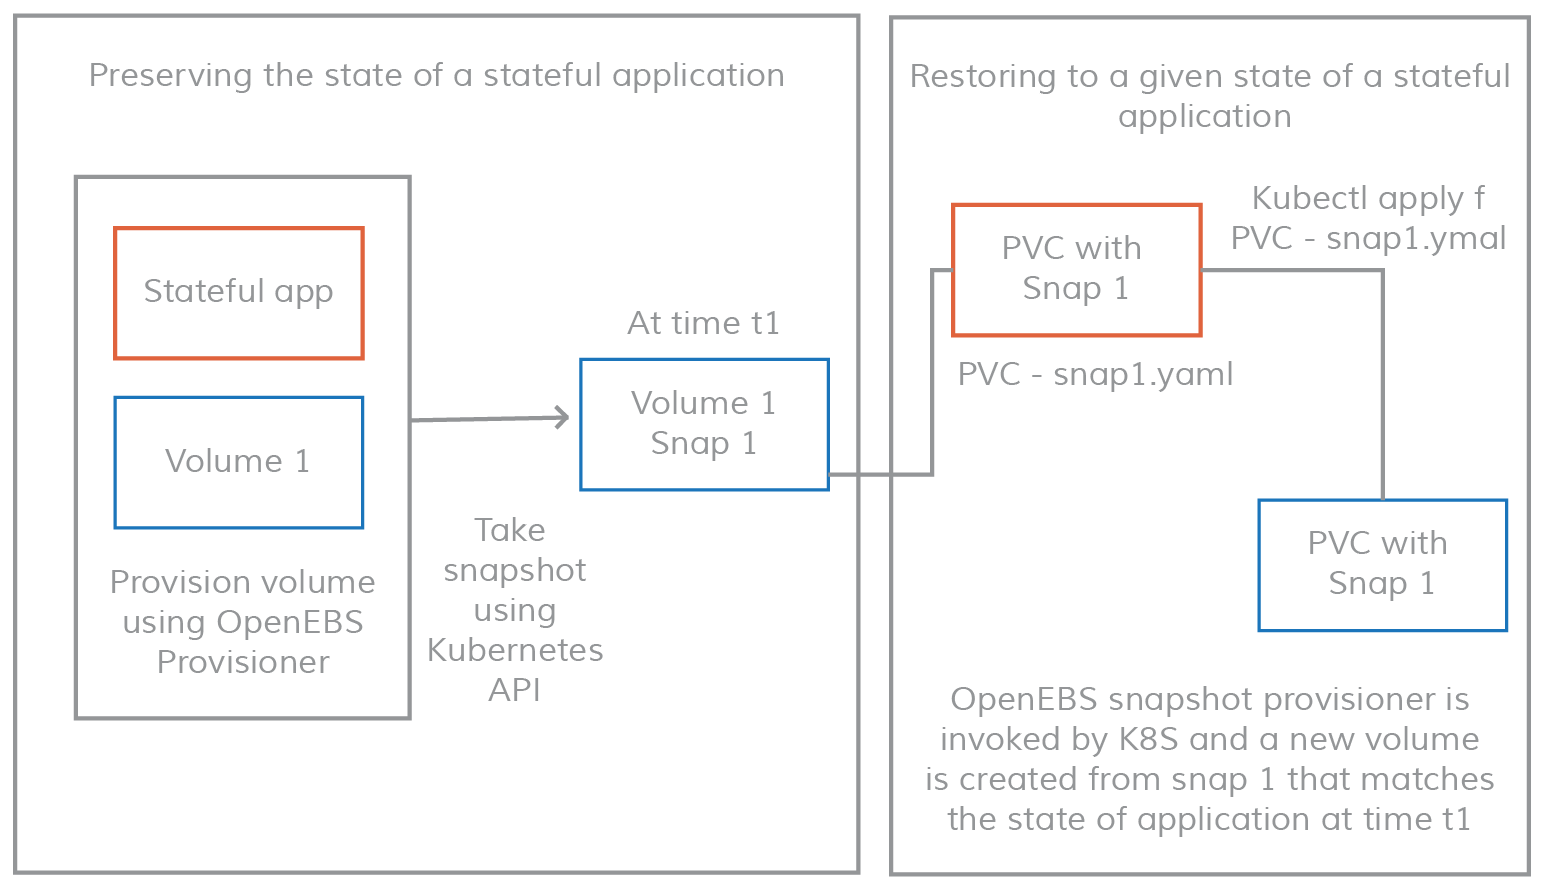 Preserving the state of a stateful application
Stateful app
Volume 1
Provision volume
using OpenEBS
Provisioner
Take
snapshot
using
Kubernetes
API
At time t1
Volume 1
Snap 1
Restoring to a given state of a stateful
application
PVC with
Snap 1
PVC - snap1.yaml
Kubectl apply f
PVC - snap1.ymal
PVC with
Snap 1
OpenEBS snapshot provisioner is
invoked by K8S and a new volume
is created from snap 1 that matches
the state of application at time t1